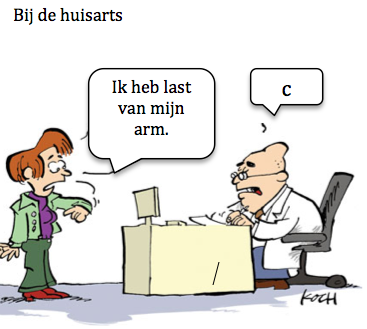 Bij de huisarts
Ik heb last
van mijn
arm.
c
/
KOCH